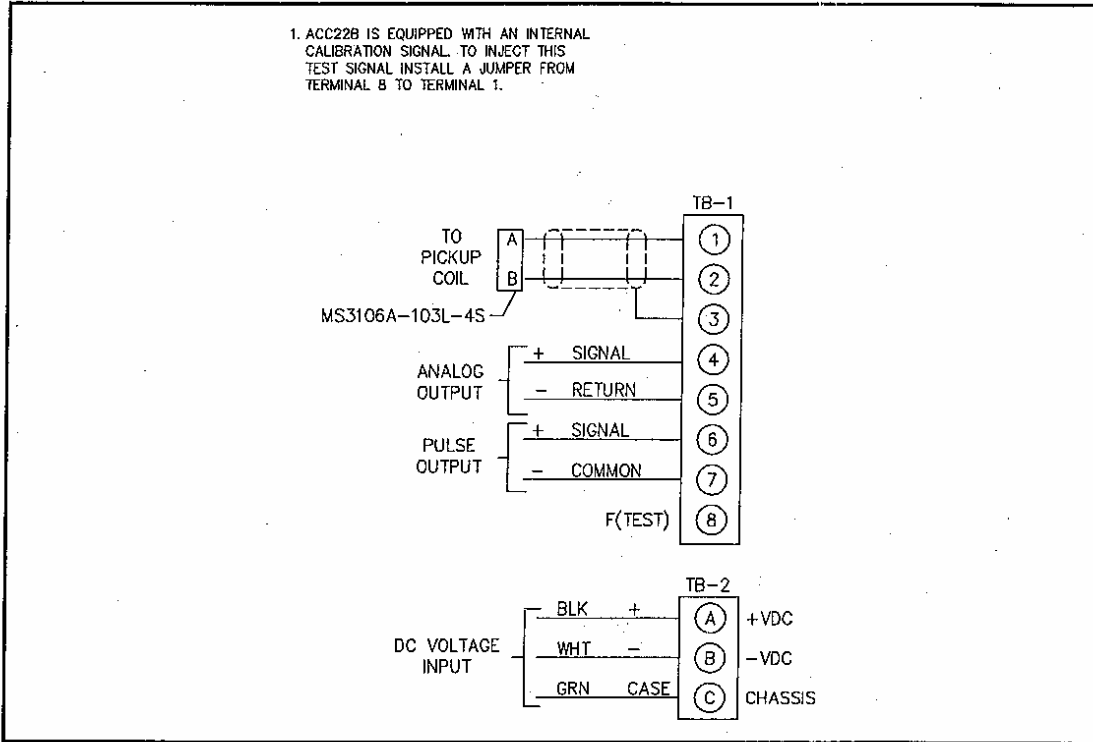 1. ACC22B IS EQUIPPED WITH AN INTERNAL
CALIBRATION SIGNAL. TO INJECT THIS
TEST SIGNAL INSTALL A JUMPER FROM
TERMINAL 8 TO TERMINAL 1.
TB-1
TO
PICKUP
COIL
A
B
MS3106A-103L-4S
1
2
3
ANALOG
OUTPUT
+ SIGNAL
- RETURN
4
5
PULSE
OUTPUT
+ SIGNAL
- COMMON
6
7
F(TEST) 8
TB-2
DC VOLTAGE
INPUT
BLK + A +VDC
WHT - B -VDC
GRN CASE C CHASSIS